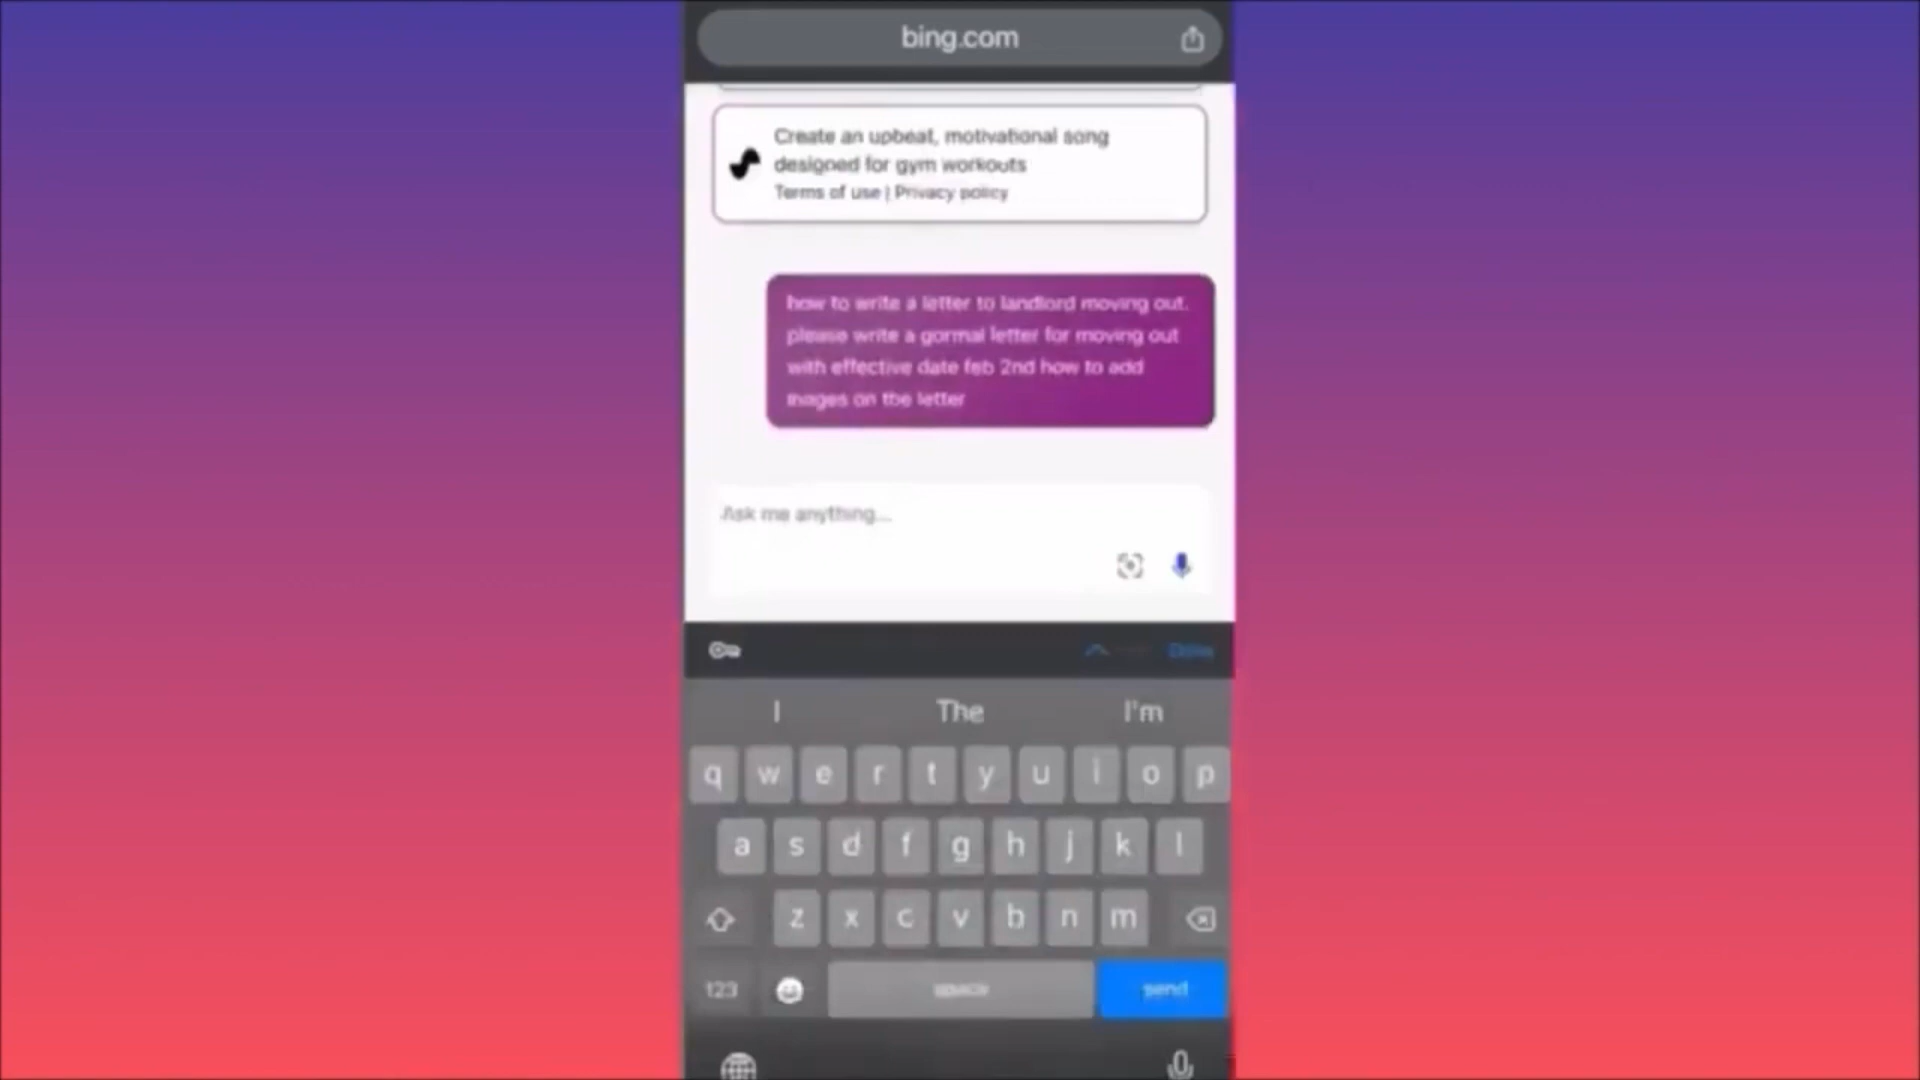 bing.com
Create an upbeat, motivational song
designed for gym workouts
Terms of use | Privacy policy
how to write a letter to landlord moving out.
please write a gormal letter for moving out
with effective date feb 2nd how to add
images on the letter
Ask me anything...
Done
I The I'm
q w e r t y u i o p
a s d f g h j k l
z x c v b n m
123 space send